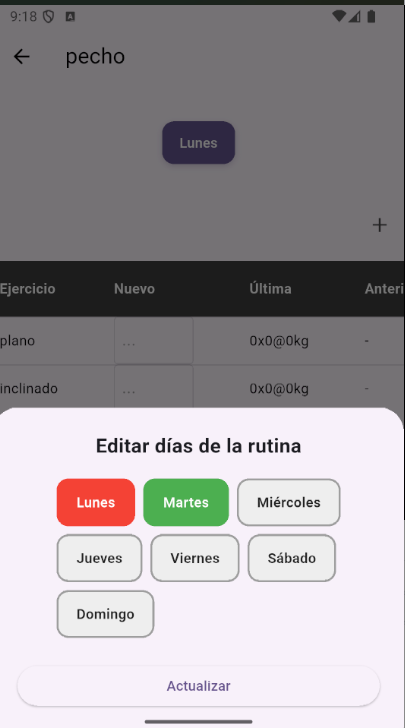 9:18
pecho
Lunes
+
Ejercicio Nuevo Última Anteri
plano ... 0x0@0kg -
inclinado ... 0x0@0kg -
Editar días de la rutina
Lunes Martes Miércoles
Jueves Viernes Sábado
Domingo
Actualizar